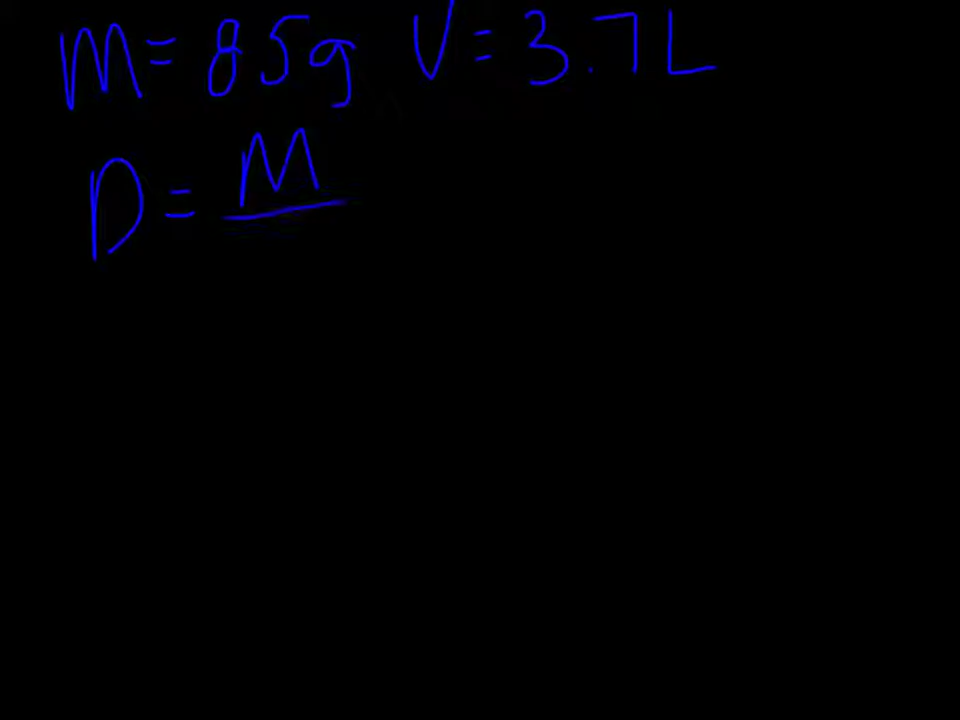 M = 85g V = 3.7L
D = M